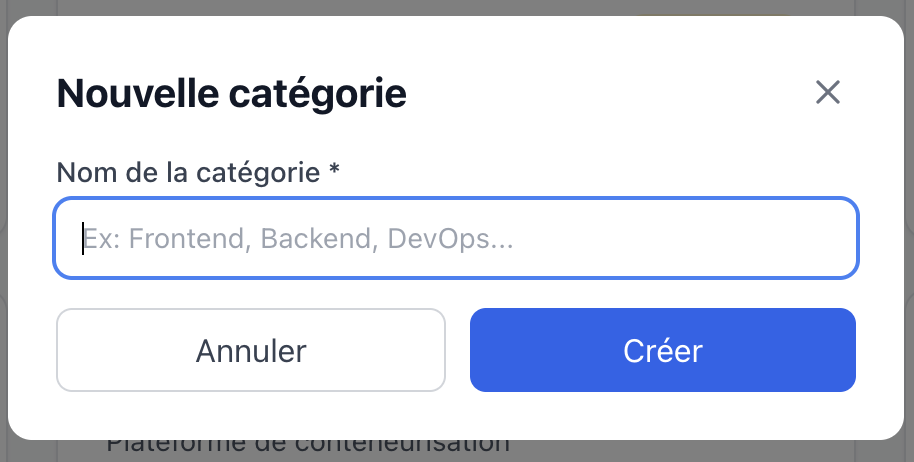 Nouvelle catégorie
Nom de la catégorie *
Ex: Frontend, Backend, DevOps...
Annuler
Créer
Plateforme de conteneurisation